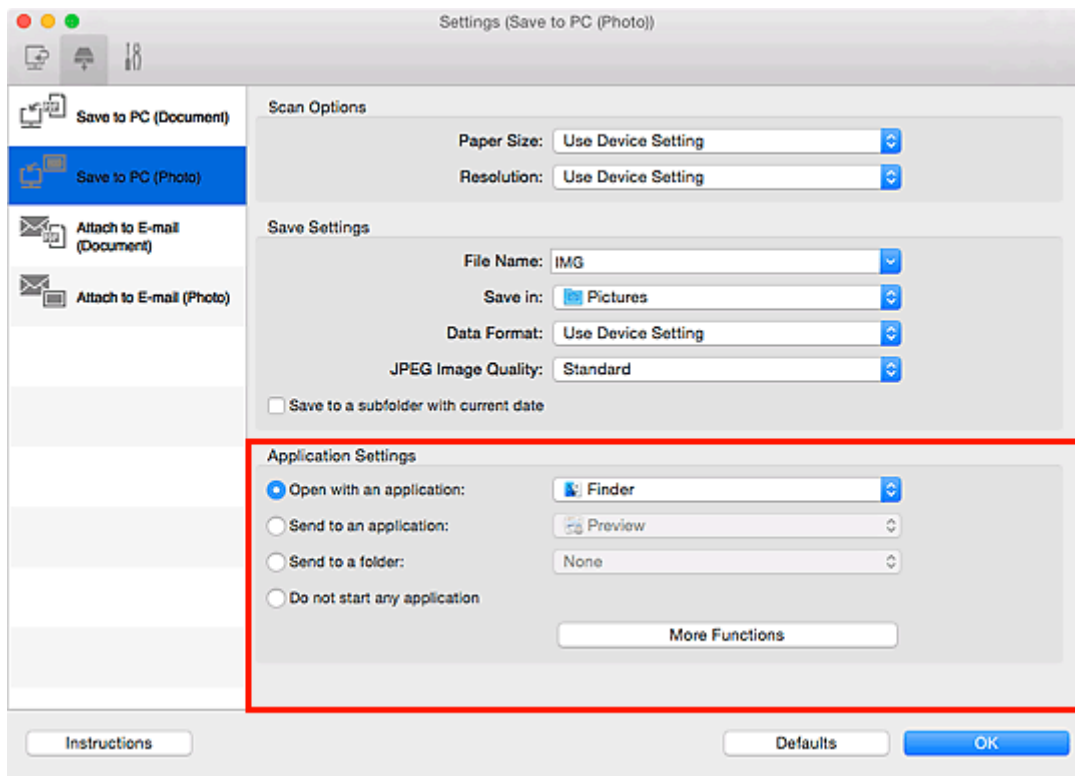 Settings (Save to PC (Photo))
Save to PC (Document)
Save to PC (Photo)
Attach to E-mail
(Document)
Attach to E-mail (Photo)
Scan Options
Paper Size: Use Device Setting
Resolution: Use Device Setting
Save Settings
File Name: IMG
Save in: Pictures
Data Format: Use Device Setting
JPEG Image Quality: Standard
Save to a subfolder with current date
Application Settings
Open with an application: Finder
Send to an application: Preview
Send to a folder: None
Do not start any application
More Functions
Instructions
Defaults
OK